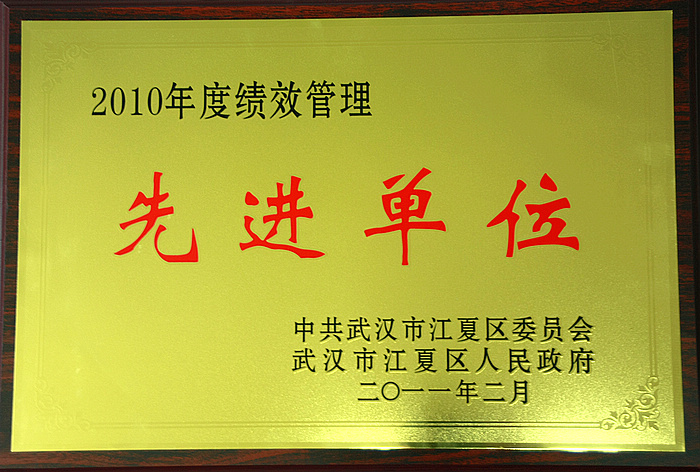 2010年度绩效管理
先进单位
中共武汉市江夏区委员会
武汉市江夏区人民政府
二〇一一年二月